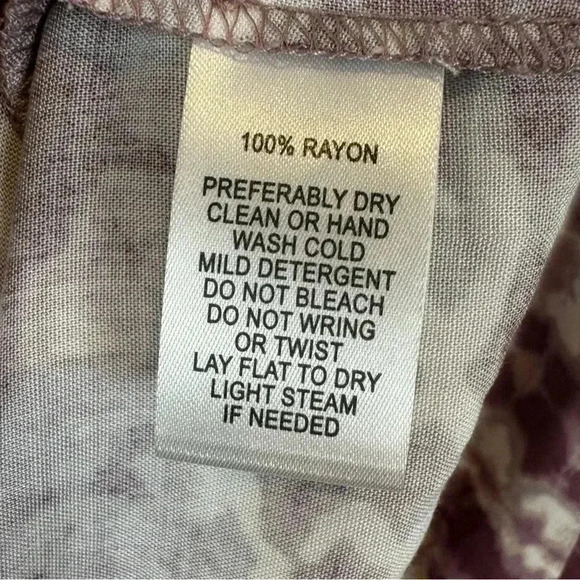 100% RAYON
PREFERABLY DRY
CLEAN OR HAND
WASH COLD
MILD DETERGENT
DO NOT BLEACH
DO NOT WRING
OR TWIST
LAY FLAT TO DRY
LIGHT STEAM
IF NEEDED